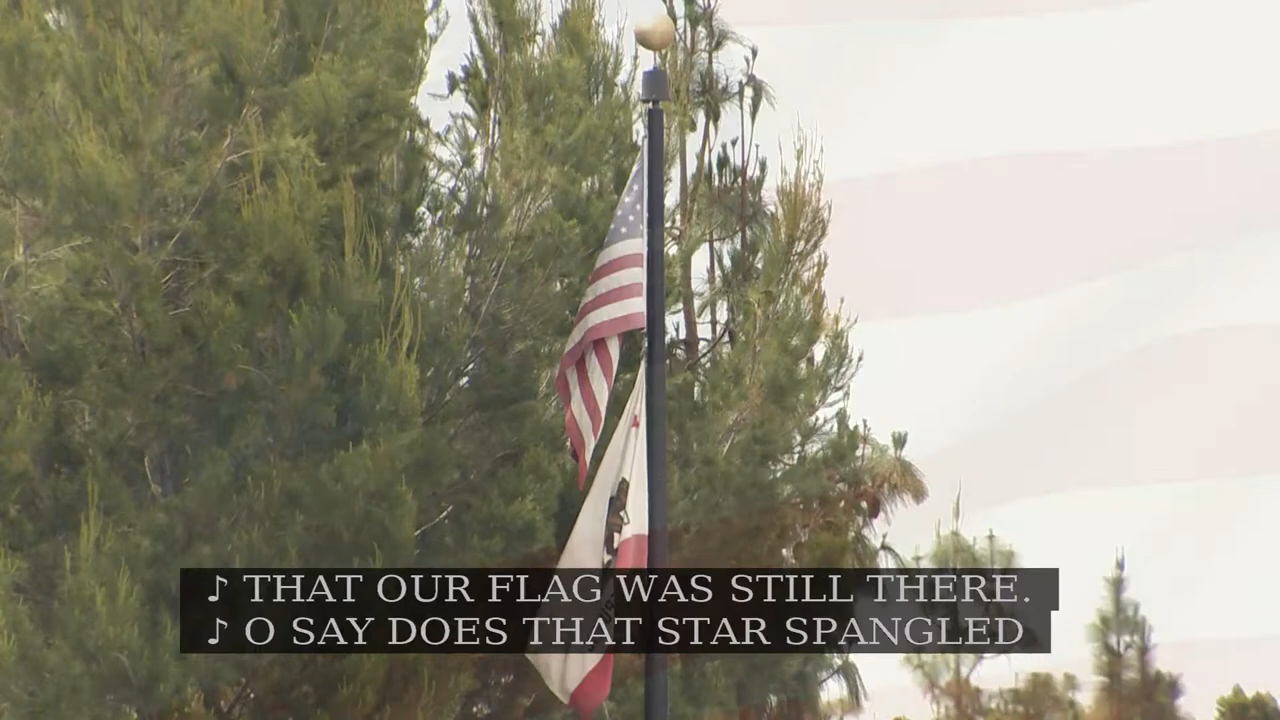 ♪ THAT OUR FLAG WAS STILL THERE.
♪ O SAY DOES THAT STAR SPANGLED